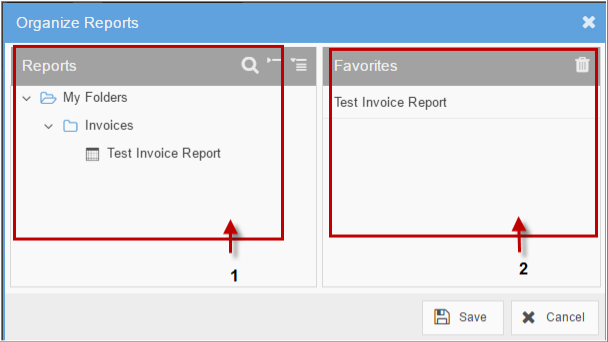 Organize Reports
Reports
My Folders
Invoices
Test Invoice Report
1
Favorites
Test Invoice Report
2
Save
Cancel